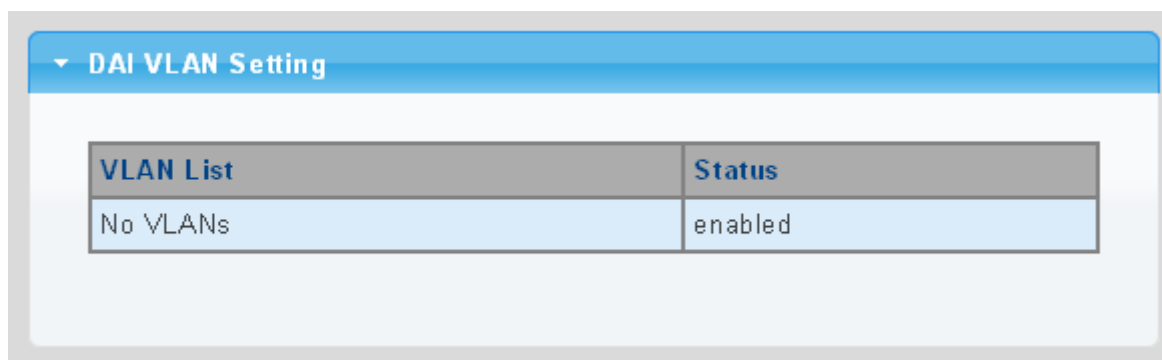 DAI VLAN Setting
VLAN List Status
No VLANs enabled